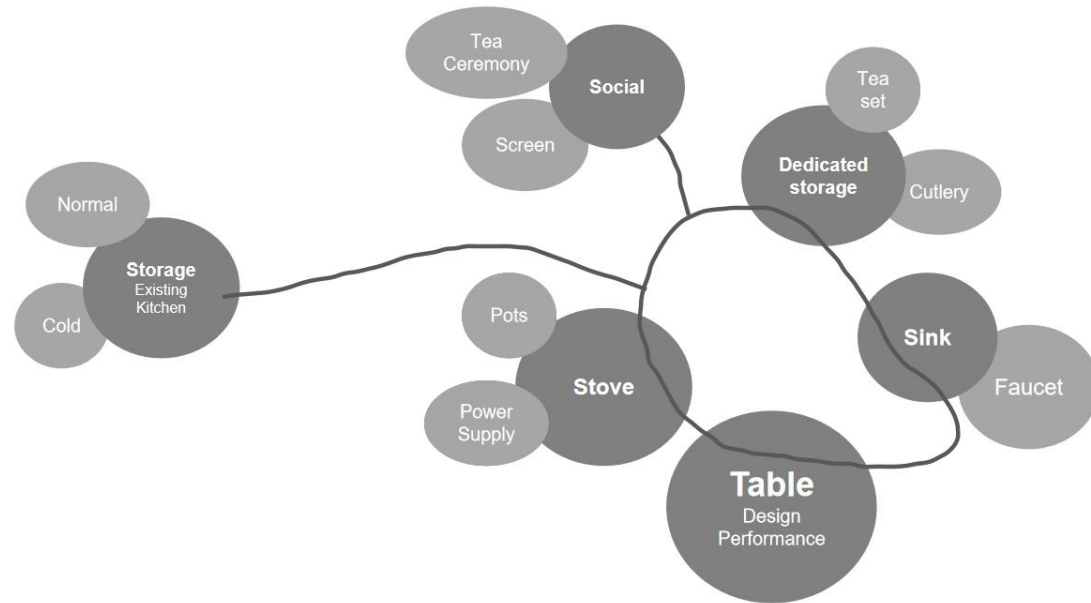 Tea
Ceremony
Social
Screen
Tea
set
Dedicated
storage
Cutlery
Normal
Storage
Existing
Kitchen
Cold
Pots
Stove
Power
Supply
Sink
Faucet
Table
Design
Performance